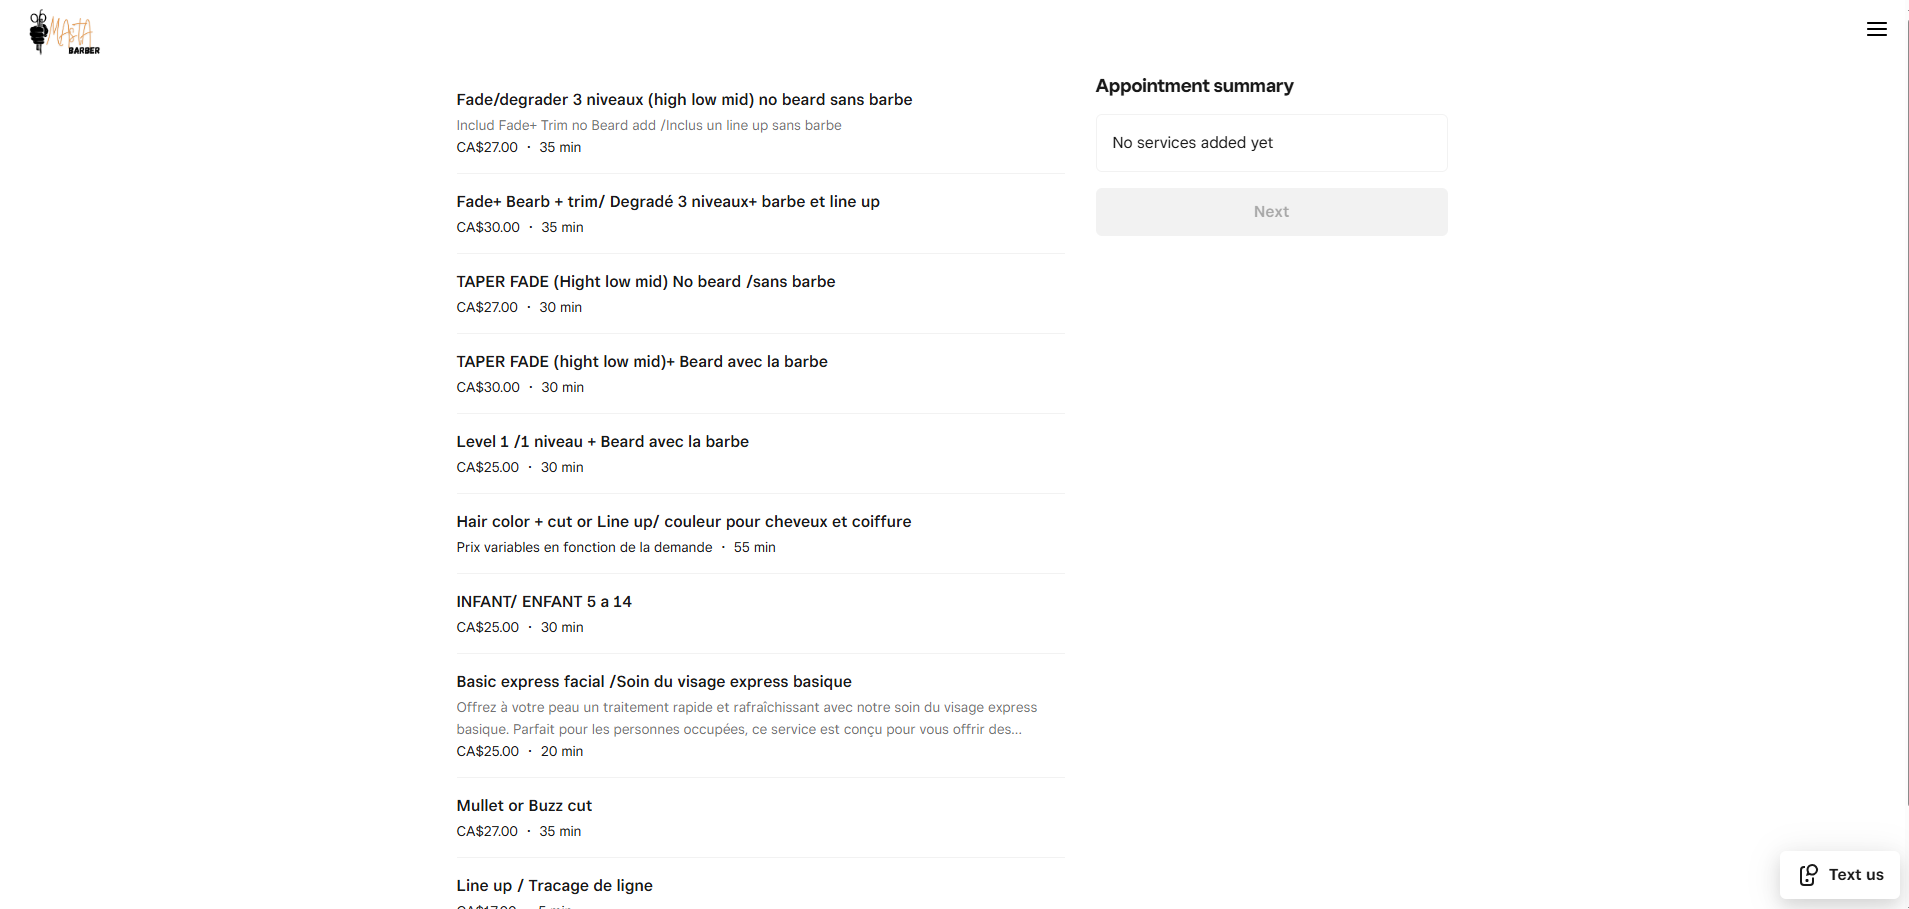 MAsTA
BARBER
Fade/degrader 3 niveaux (high low mid) no beard sans barbe
Includ Fade+ Trim no Beard add /Inclus un line up sans barbe
CA$27.00 · 35 min
Fade+ Bearb + trim/ Degradé 3 niveaux+ barbe et line up
CA$30.00 · 35 min
TAPER FADE (Hight low mid) No beard /sans barbe
CA$27.00 · 30 min
TAPER FADE (hight low mid)+ Beard avec la barbe
CA$30.00 · 30 min
Level 1 /1 niveau + Beard avec la barbe
CA$25.00 · 30 min
Hair color + cut or Line up/ couleur pour cheveux et coiffure
Prix variables en fonction de la demande · 55 min
INFANT/ ENFANT 5 a 14
CA$25.00 · 30 min
Basic express facial /Soin du visage express basique
Offrez à votre peau un traitement rapide et rafraîchissant avec notre soin du visage express
basique. Parfait pour les personnes occupées, ce service est conçu pour vous offrir des...
CA$25.00 · 20 min
Mullet or Buzz cut
CA$27.00 · 35 min
Line up / Tracage de ligne
CA$17.00 · 5 min
Appointment summary
No services added yet
Next
Text us